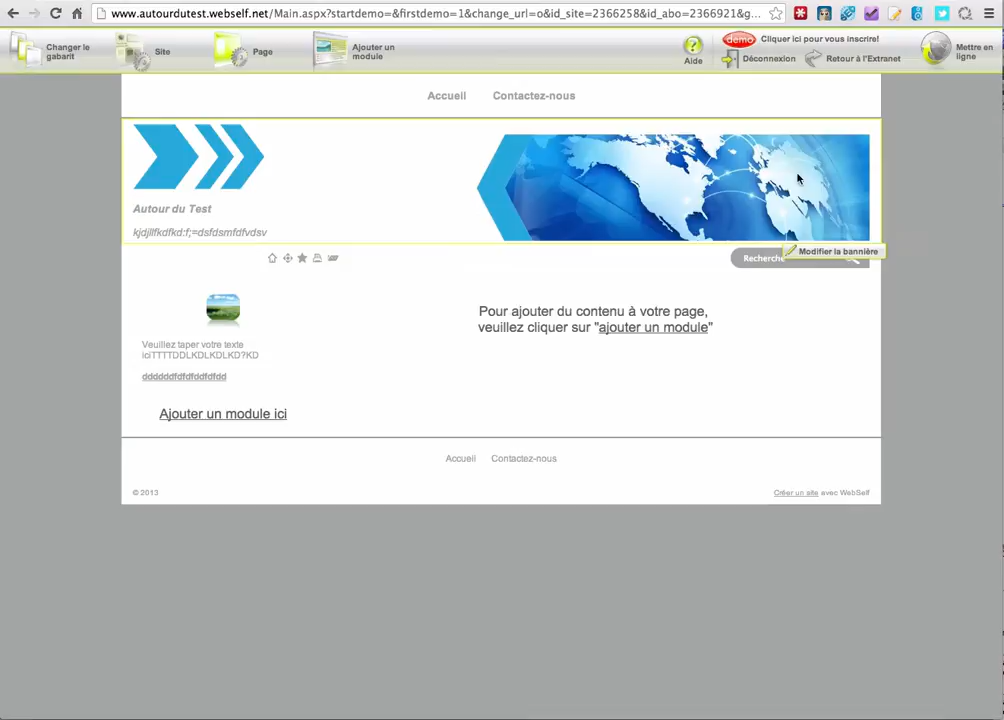 www.autourdutest.webself.net/Main.aspx?startdemo=&firstdemo=1&change_url=o&id_site=2366258&id_abo=2366921&g...
Changer le
gabarit
Site
Page
Ajouter un
module
Aide
demo
Cliquer ici pour vous inscrire!
Déconnexion
Retour à l'Extranet
Mettre en
ligne
Accueil
Contactez-nous
Autour du Test
kjdjllfkdfkd:f;=dsfdsmfdfvdsv
Modifier la bannière
Recherche
Pour ajouter du contenu à votre page,
veuillez cliquer sur "ajouter un module"
Veuillez taper votre texte
iciTTTTDDLKDLKDLKD?KD
ddddddfdfdfddfdfdd
Ajouter un module ici
Accueil
Contactez-nous
© 2013
Créer un site avec WebSelf